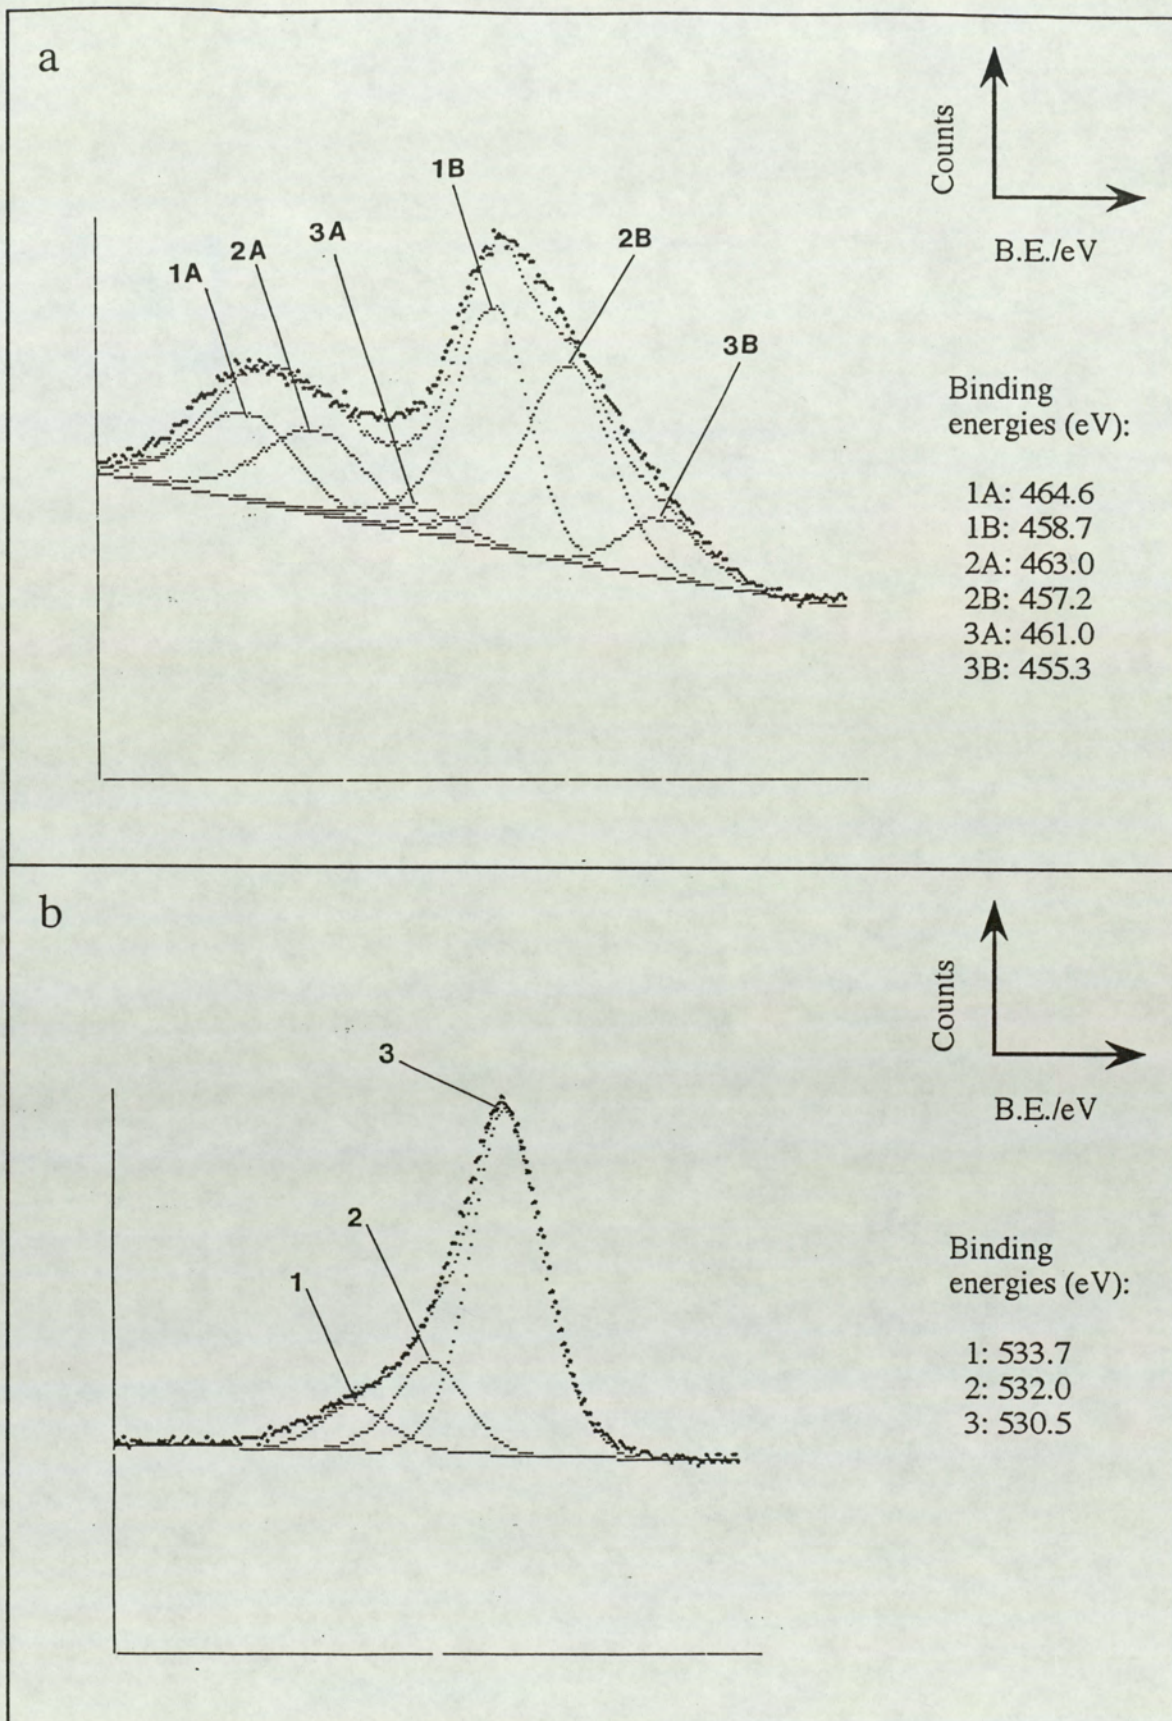 a
Counts
B.E./eV
1A
2A
3A
1B
2B
3B
Binding
energies (eV):
1A: 464.6
1B: 458.7
2A: 463.0
2B: 457.2
3A: 461.0
3B: 455.3
b
Counts
B.E./eV
3
2
1
Binding
energies (eV):
1: 533.7
2: 532.0
3: 530.5